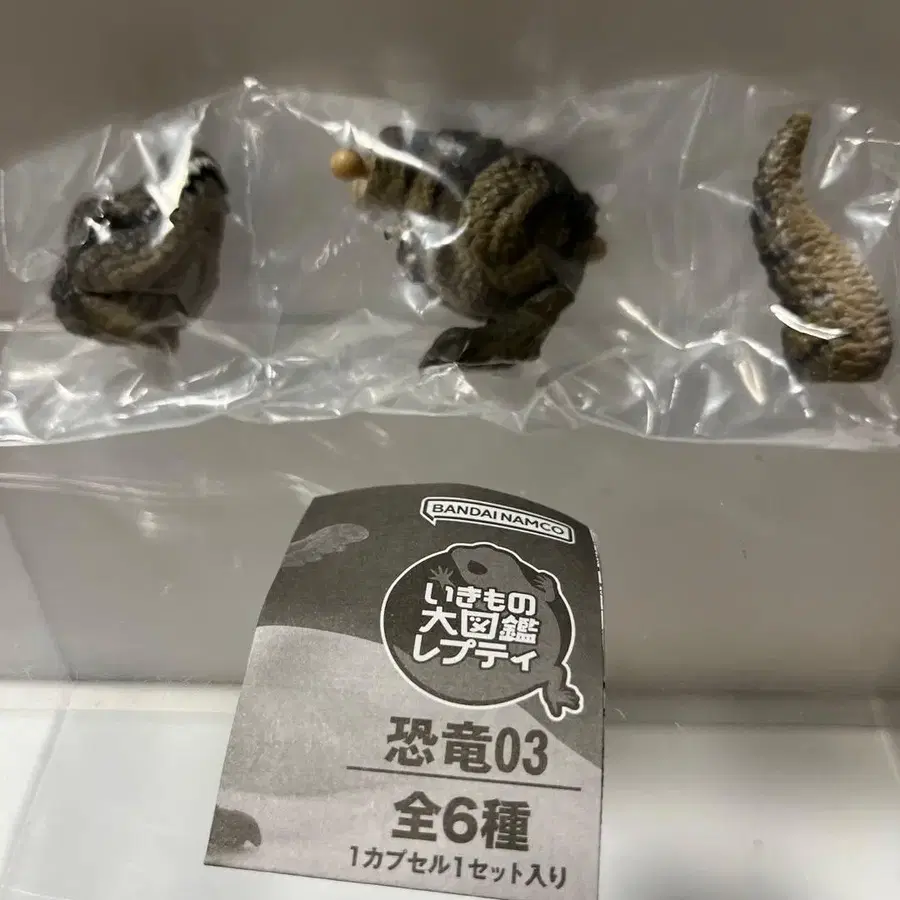 BANDAI NAMCO
いきもの
大図鑑
レプティ
恐竜03
全6種
1カプセル1セット入り